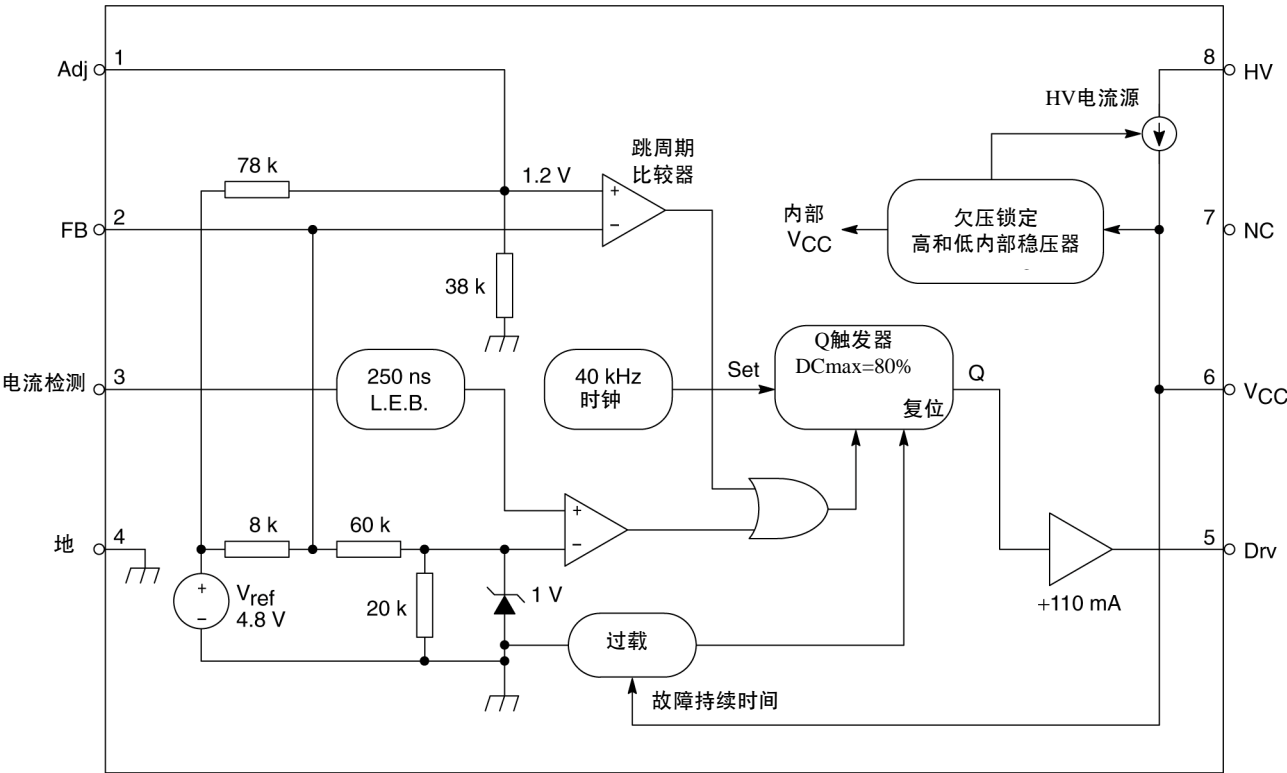 Adj
1
8
HV
HV电流源
78 k
1.2 V
跳周期
比较器
FB
2
内部
VCC
欠压锁定
高和低内部稳压器
7
NC
38 k
电流检测
3
250 ns
L.E.B.
40 kHz
时钟
Set
Q触发器
DCmax=80%
复位
Q
6
VCC
地
4
8 k
60 k
+
−
+
−
+
−
Vref
4.8 V
20 k
1 V
过载
故障持续时间
+110 mA
5
Drv